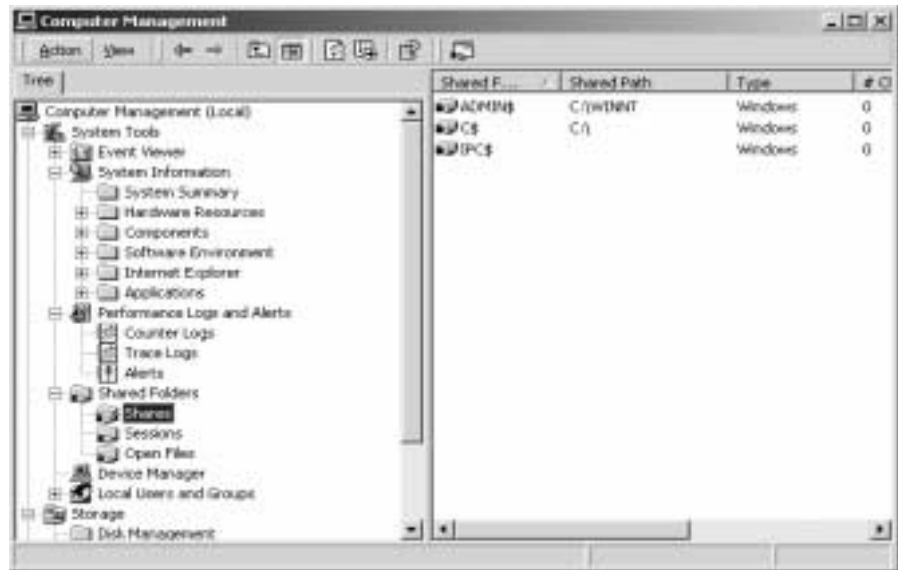 Computer Management
Action View
Tree
Computer Management (Local)
System Tools
Event Viewer
System Information
System Summary
Hardware Resources
Components
Software Environment
Internet Explorer
Applications
Performance Logs and Alerts
Counter Logs
Trace Logs
Alerts
Shared Folders
Shares
Sessions
Open Files
Device Manager
Local Users and Groups
Storage
Disk Management
Shared F... Shared Path Type #
ADMIN$ C:\WINNT Windows 0
C$ C:\ Windows 0
IPC$ Windows 0